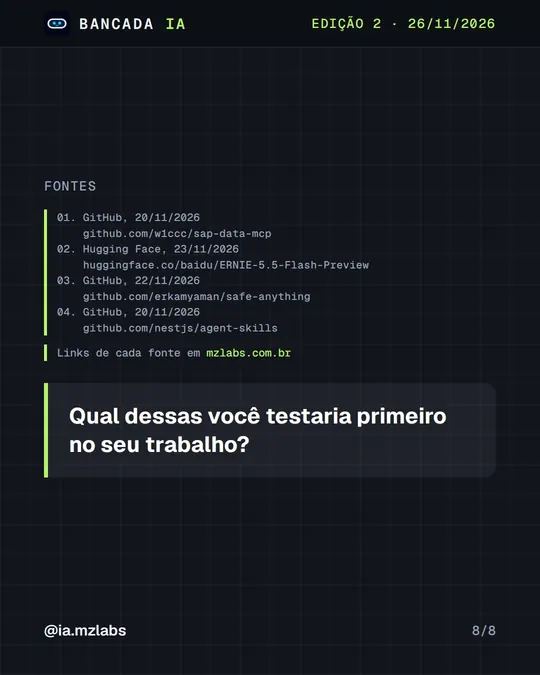 BANCADA IA
EDIÇÃO 2 · 26/11/2026
FONTES
01. GitHub, 20/11/2026
github.com/w1ccc/sap-data-mcp
02. Hugging Face, 23/11/2026
huggingface.co/baidu/ERNIE-5.5-Flash-Preview
03. GitHub, 22/11/2026
github.com/erkamyaman/safe-anything
04. GitHub, 20/11/2026
github.com/nestjs/agent-skills
Links de cada fonte em mzlabs.com.br
Qual dessas você testaria primeiro
no seu trabalho?
@ia.mzlabs
8/8